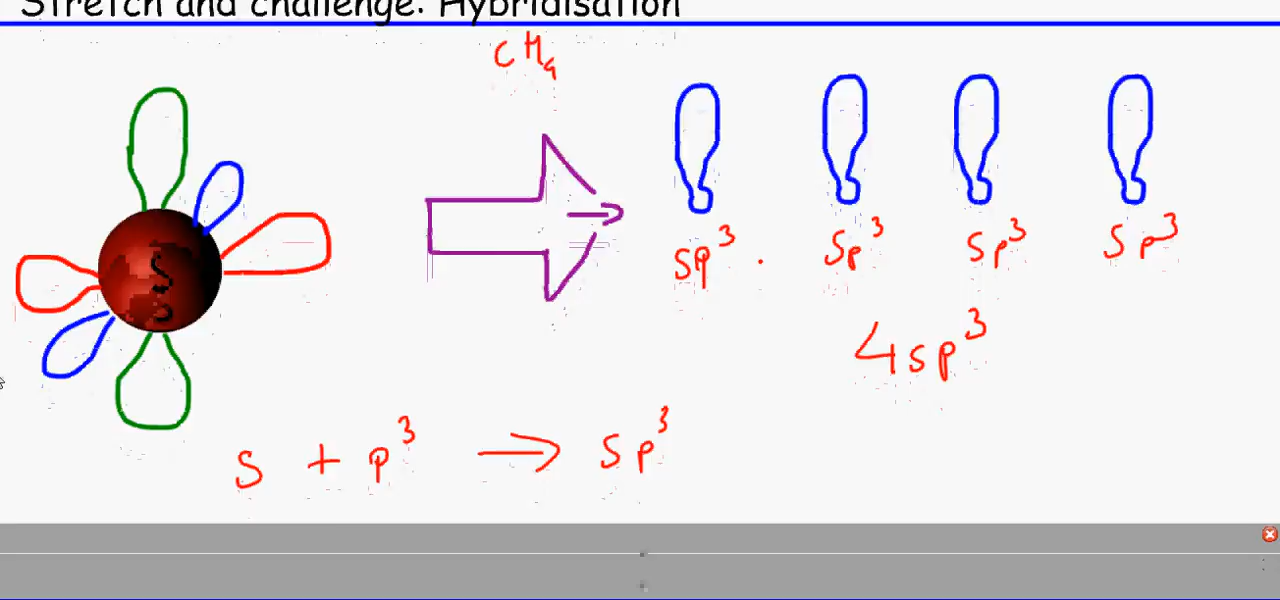 Stretch and challenge: Hybridisation
CH₄
S
sp³ . sp³ sp³ sp³
4sp³
s + p³ → sp³